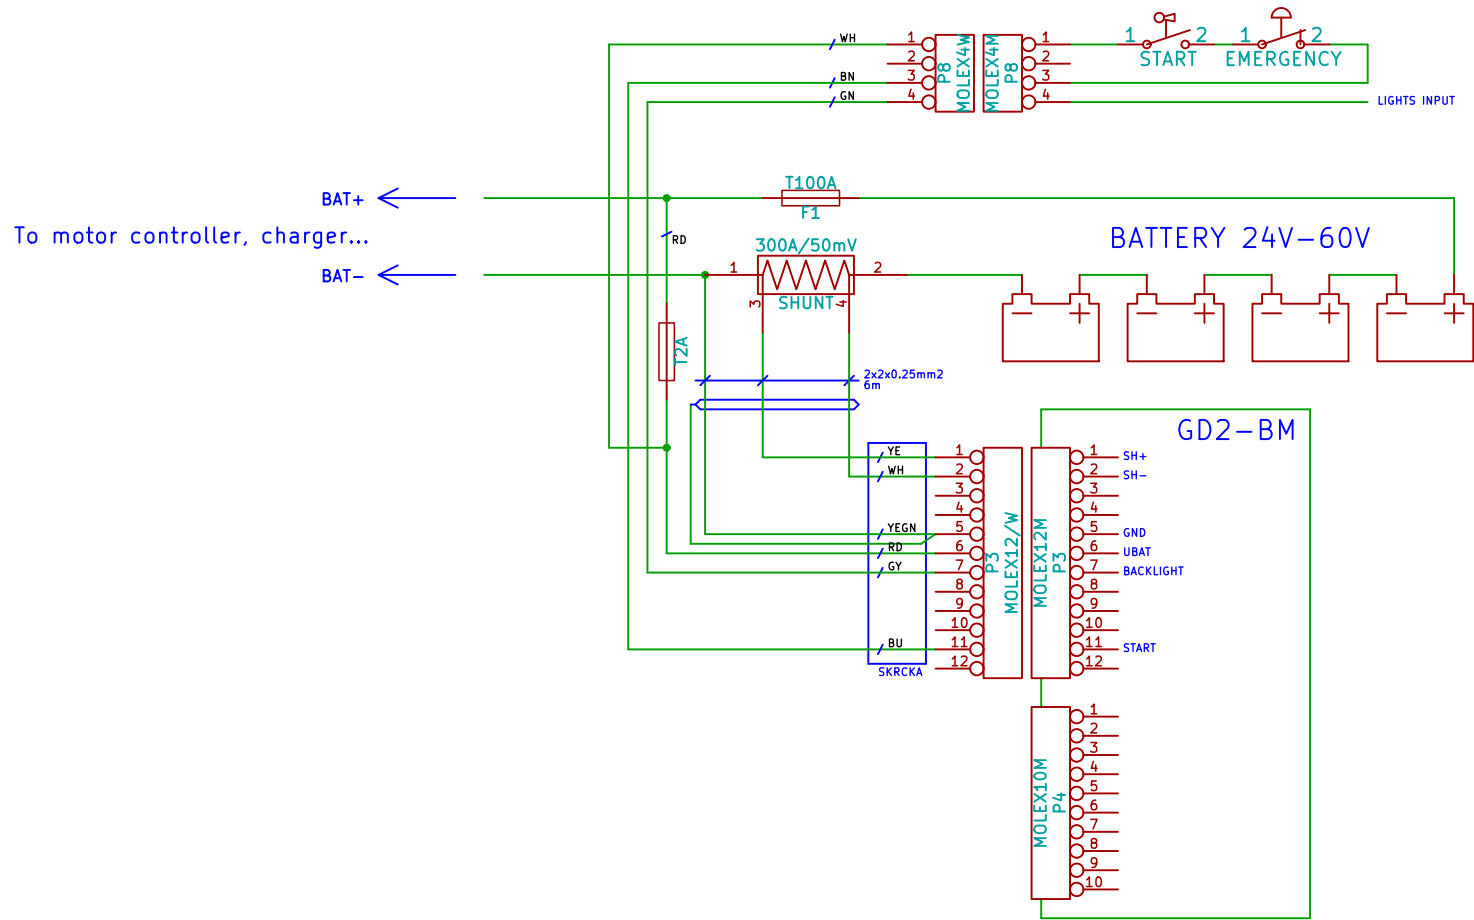 WH
BN
GN
1
2
3
4
P8
MOLEX4W
MOLEX4M
P8
1
2
3
4
1
2
START
1
2
EMERGENCY
LIGHTS INPUT
T100A
F1
BAT+
To motor controller, charger...
BAT-
RD
300A/50mV
1
2
3
4
SHUNT
BATTERY 24V-60V
T2A
2x2x0.25mm2
6m
GD2-BM
YE
WH
YEGN
RD
GY
BU
SKRCKA
1
2
3
4
5
6
7
8
9
10
11
12
P3
MOLEX12/W
MOLEX12M
P3
1
2
3
4
5
6
7
8
9
10
11
12
SH+
SH-
GND
UBAT
BACKLIGHT
START
MOLEX10M
P4
1
2
3
4
5
6
7
8
9
10